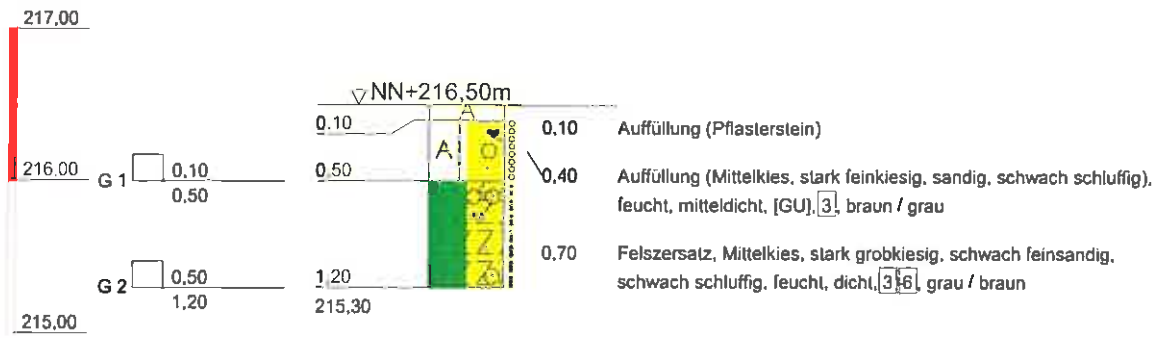 217,00
NN+216,50m
A
0.10
0,10 Auffüllung (Pflasterstein)
A
216,00
G 1 0,10
0,50
0,50
0,40 Auffüllung (Mittelkies, stark feinkiesig, sandig, schwach schluffig),
feucht, mitteldicht, [GU], 3, braun / grau
0,70 Felszersatz, Mittelkies, stark grobkiesig, schwach feinsandig,
schwach schluffig, feucht, dicht, 3-6, grau / braun
Z
Z
G 2 0,50
1,20
1,20
215,30
215,00